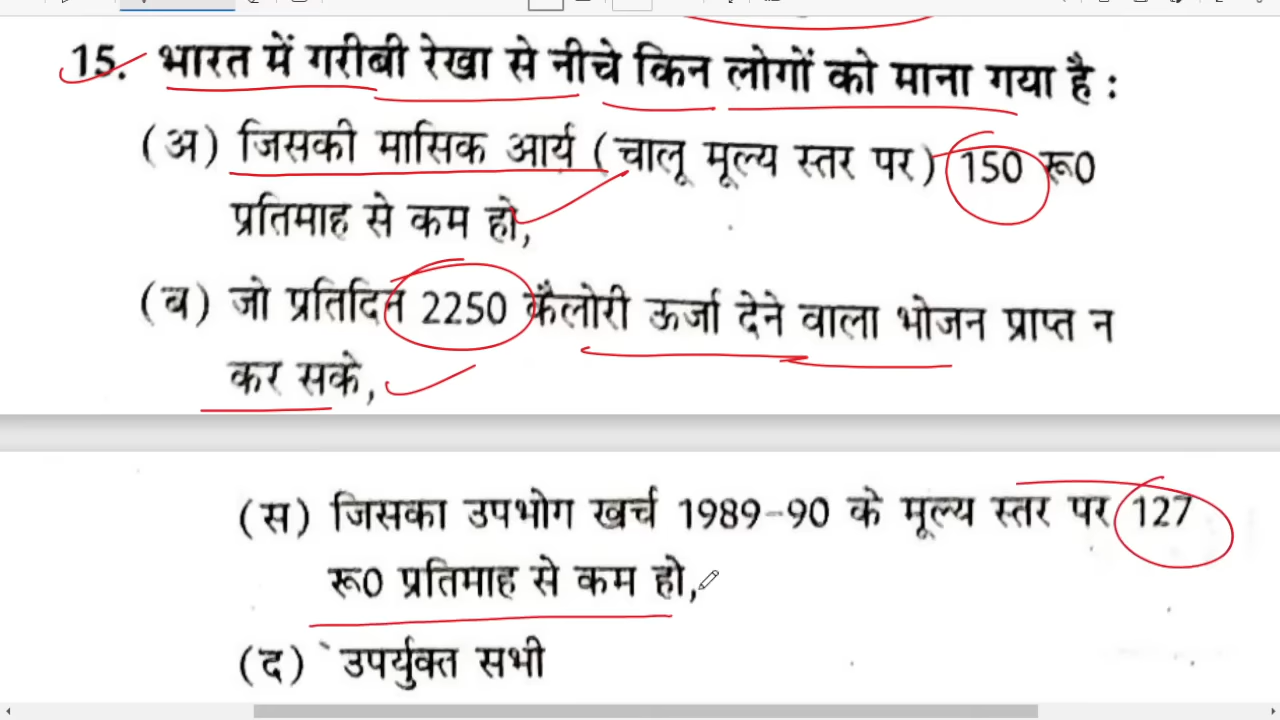 15. भारत में गरीबी रेखा से नीचे किन लोगों को माना गया है :
(अ) जिसकी मासिक आर्य (चालू मूल्य स्तर पर) 150 रू0
प्रतिमाह से कम हो,
(ब) जो प्रतिदिन 2250 कैलोरी ऊर्जा देने वाला भोजन प्राप्त न
कर सके,
(स) जिसका उपभोग खर्च 1989-90 के मूल्य स्तर पर 127
रू0 प्रतिमाह से कम हो,
(द) उपर्युक्त सभी